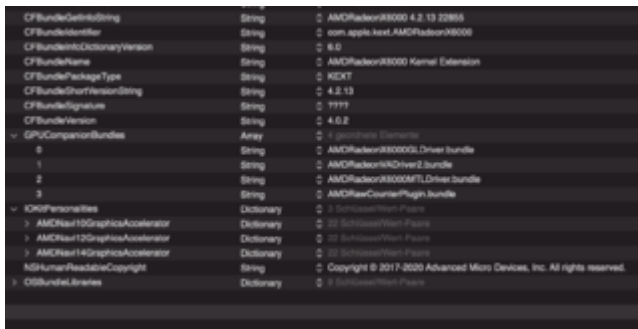 CFBundleGetInfoString String AMDRadeonX6000 4.2.13 22855
CFBundleIdentifier String com.apple.kext.AMDRadeonX6000
CFBundleInfoDictionaryVersion String 6.0
CFBundleName String AMDRadeonX6000 Kernel Extension
CFBundlePackageType String KEXT
CFBundleShortVersionString String 4.2.13
CFBundleSignature String ????
CFBundleVersion String 4.0.2
GPUCompanionBundles Array 4 geordnete Elemente
0 String AMDRadeonX6000GLDriver.bundle
1 String AMDRadeonVADriver2.bundle
2 String AMDRadeonX6000MTLDriver.bundle
3 String AMDRawCounterPlugin.bundle
IOKitPersonalities Dictionary 3 Schlüssel/Wert-Paare
AMDNavi10GraphicsAccelerator Dictionary 22 Schlüssel/Wert-Paare
AMDNavi12GraphicsAccelerator Dictionary 22 Schlüssel/Wert-Paare
AMDNavi14GraphicsAccelerator Dictionary 22 Schlüssel/Wert-Paare
NSHumanReadableCopyright String Copyright © 2017-2020 Advanced Micro Devices, Inc. All rights reserved.
OSBundleLibraries Dictionary 9 Schlüssel/Wert-Paare